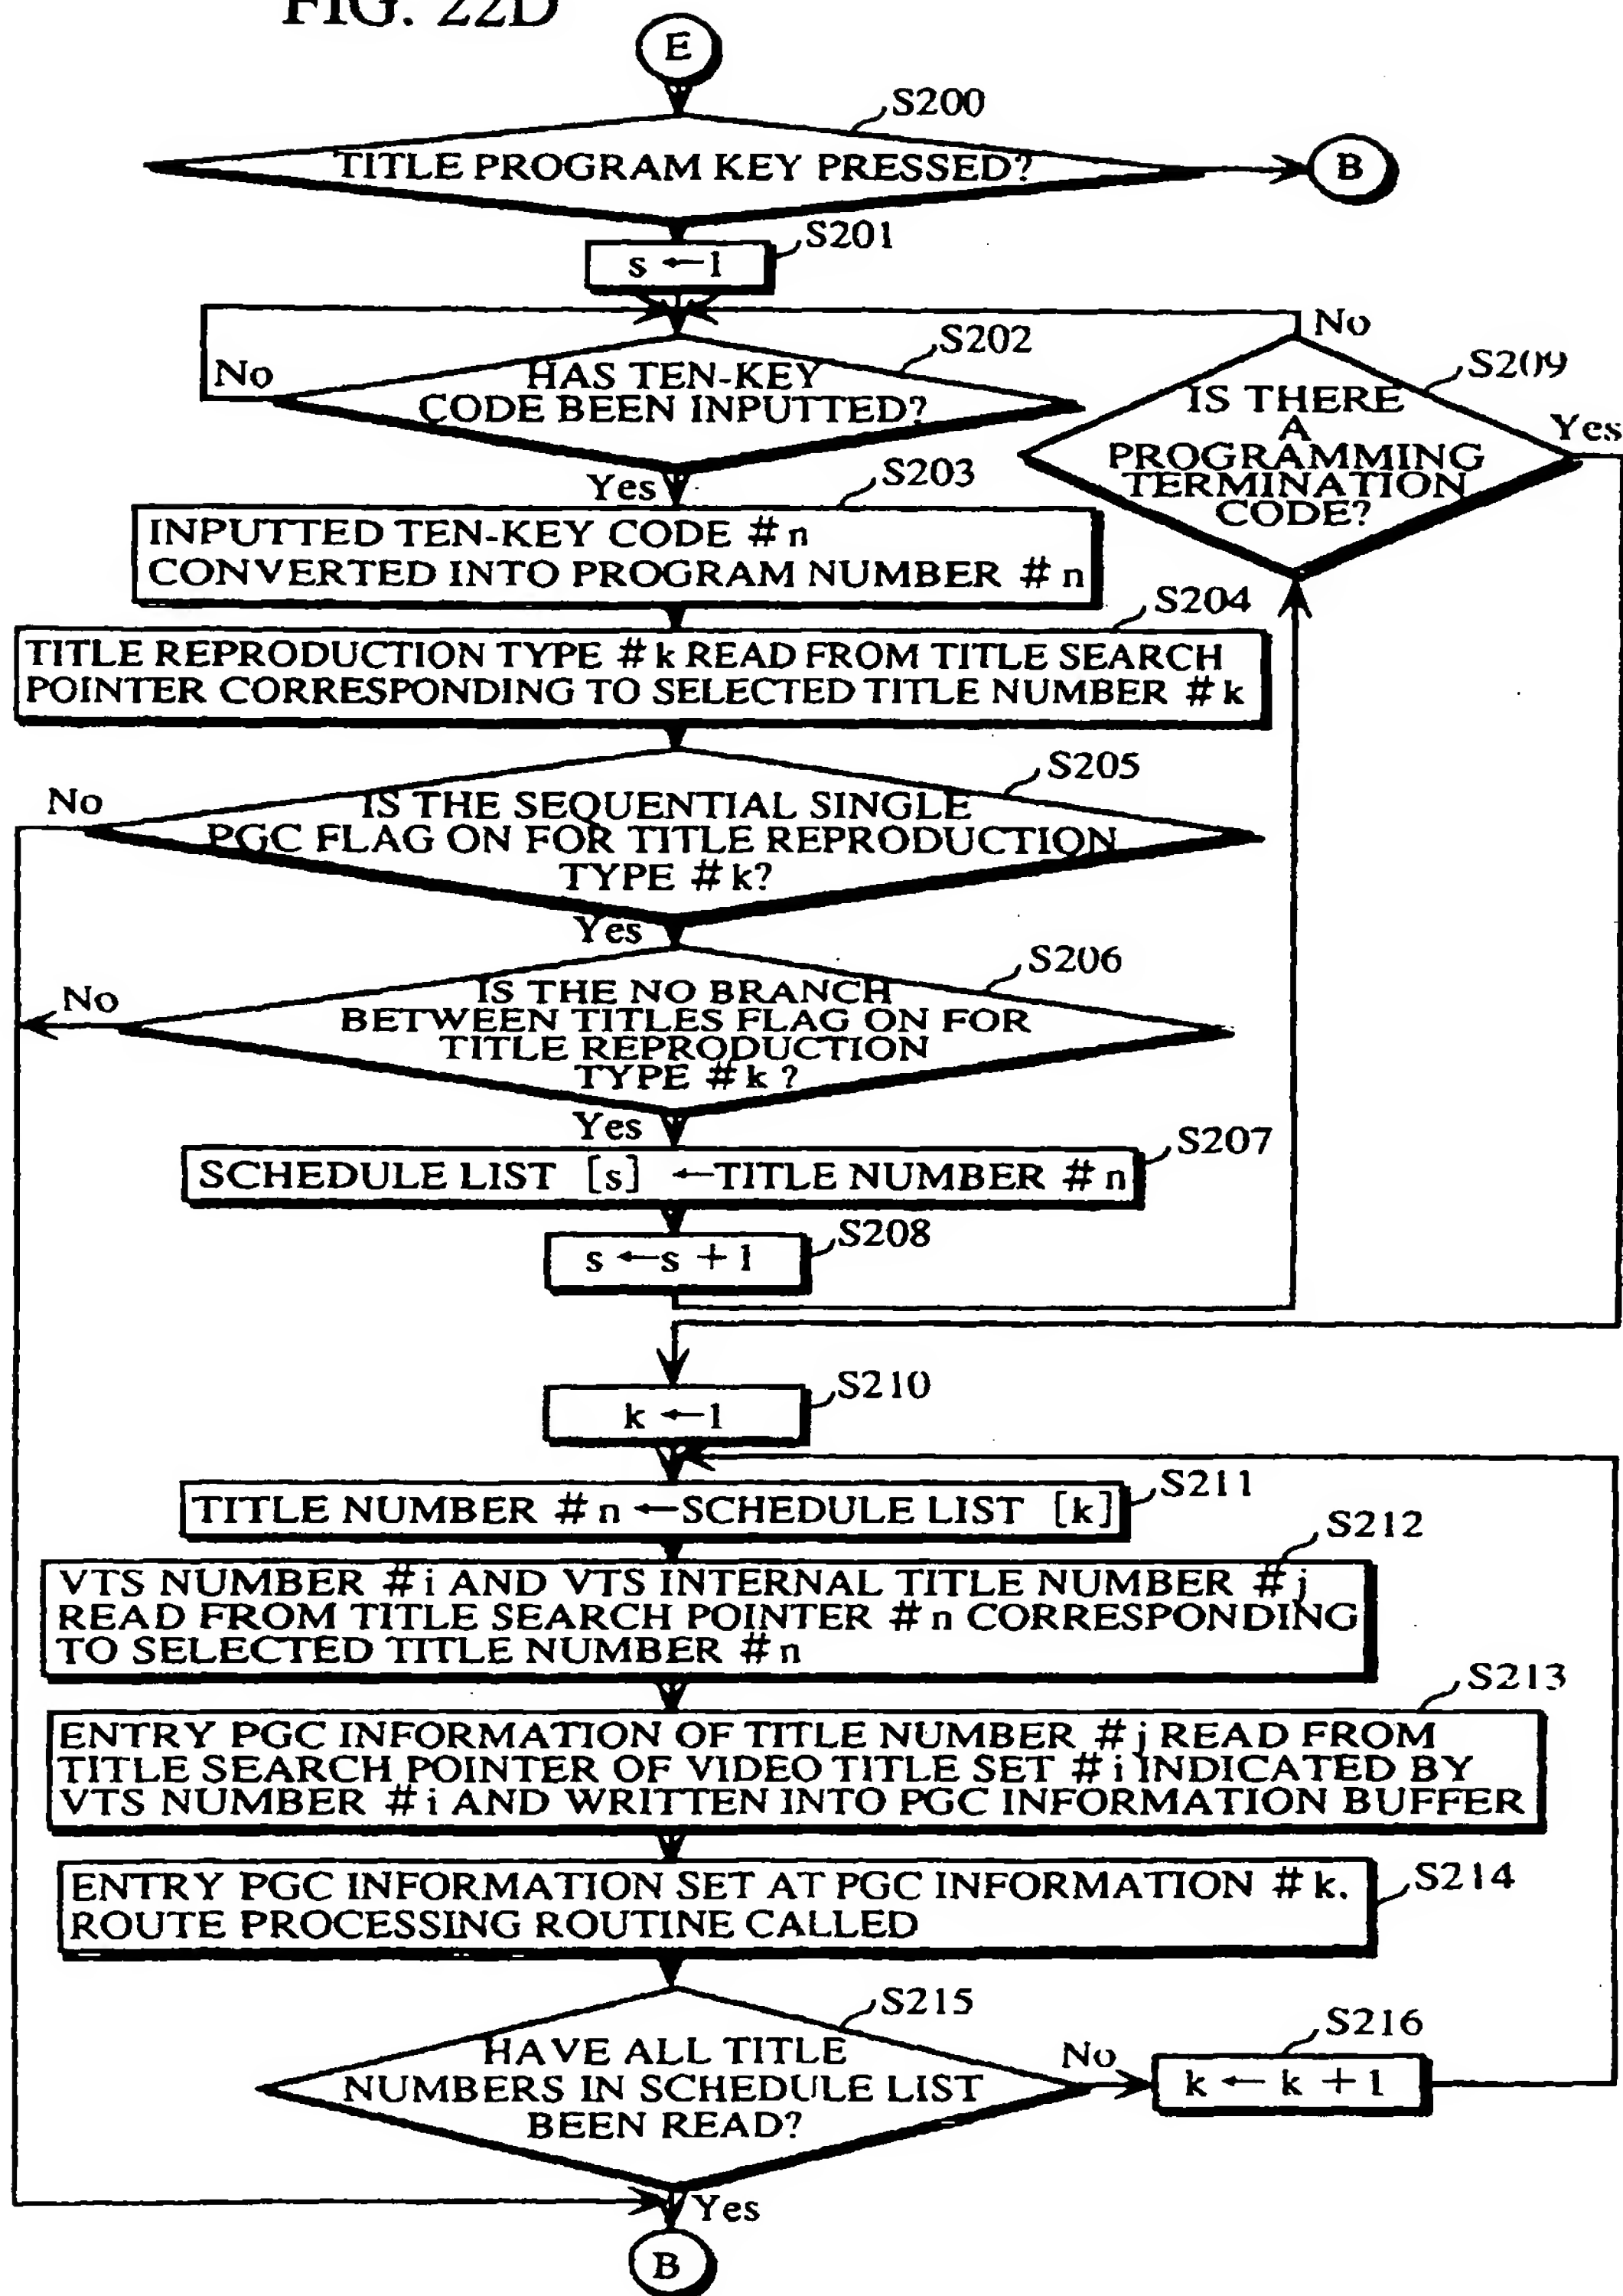 FIG. 22D
E
S200
TITLE PROGRAM KEY PRESSED?
B
S201
s ←1
No
S202
HAS TEN-KEY
CODE BEEN INPUTTED?
No
S209
IS THERE
A
PROGRAMMING
TERMINATION
CODE?
Yes
Yes
S203
INPUTTED TEN-KEY CODE #n
CONVERTED INTO PROGRAM NUMBER #n
S204
TITLE REPRODUCTION TYPE #k READ FROM TITLE SEARCH
POINTER CORRESPONDING TO SELECTED TITLE NUMBER #k
S205
No
IS THE SEQUENTIAL SINGLE
PGC FLAG ON FOR TITLE REPRODUCTION
TYPE #k?
Yes
S206
No
IS THE NO BRANCH
BETWEEN TITLES FLAG ON FOR
TITLE REPRODUCTION
TYPE #k?
Yes
S207
SCHEDULE LIST [s] ←TITLE NUMBER #n
S208
s ←s +1
S210
k ←1
S211
TITLE NUMBER #n ←SCHEDULE LIST [k]
S212
VTS NUMBER #i AND VTS INTERNAL TITLE NUMBER #j
READ FROM TITLE SEARCH POINTER #n CORRESPONDING
TO SELECTED TITLE NUMBER #n
S213
ENTRY PGC INFORMATION OF TITLE NUMBER #j READ FROM
TITLE SEARCH POINTER OF VIDEO TITLE SET #i INDICATED BY
VTS NUMBER #i AND WRITTEN INTO PGC INFORMATION BUFFER
S214
ENTRY PGC INFORMATION SET AT PGC INFORMATION #k.
ROUTE PROCESSING ROUTINE CALLED
S215
HAVE ALL TITLE
NUMBERS IN SCHEDULE LIST
BEEN READ?
No
S216
k ← k +1
Yes
B